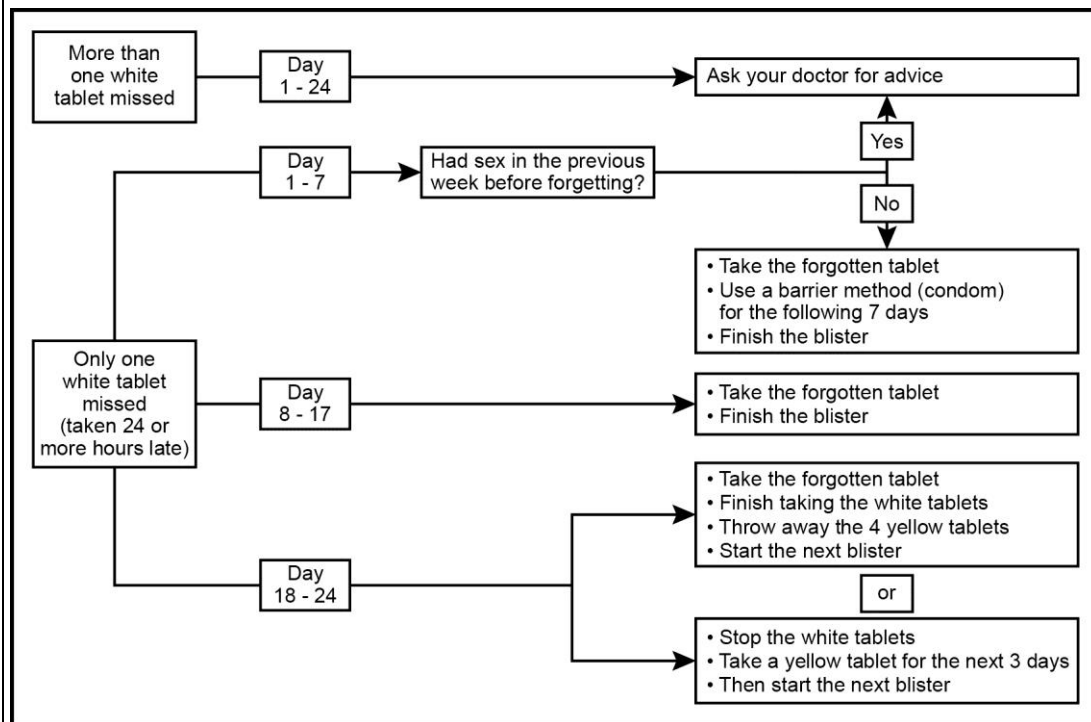 More than
one white
tablet missed
Day
1 - 24
Ask your doctor for advice
Yes
Day
1 - 7
Had sex in the previous
week before forgetting?
No
• Take the forgotten tablet
• Use a barrier method (condom)
for the following 7 days
• Finish the blister
Only one
white tablet
missed
(taken 24 or
more hours late)
Day
8 - 17
• Take the forgotten tablet
• Finish the blister
Day
18 - 24
• Take the forgotten tablet
• Finish taking the white tablets
• Throw away the 4 yellow tablets
• Start the next blister
or
• Stop the white tablets
• Take a yellow tablet for the next 3 days
• Then start the next blister